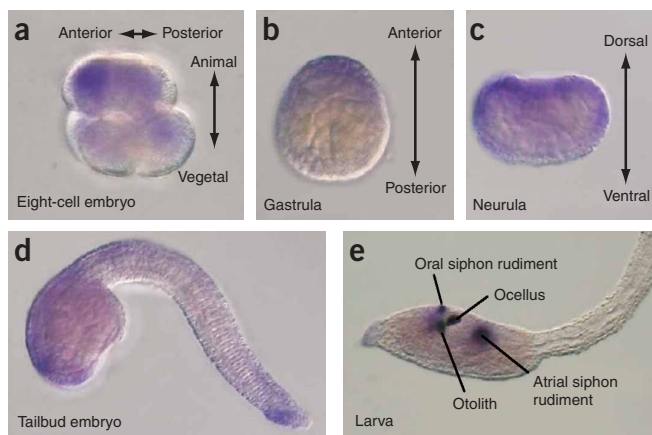 a
Anterior Posterior
Animal
Vegetal
Eight-cell embryo
b
Anterior
Posterior
Gastrula
c
Dorsal
Ventral
Neurula
d
Tailbud embryo
e
Oral siphon rudiment
Ocellus
Otolith
Atrial siphon
rudiment
Larva